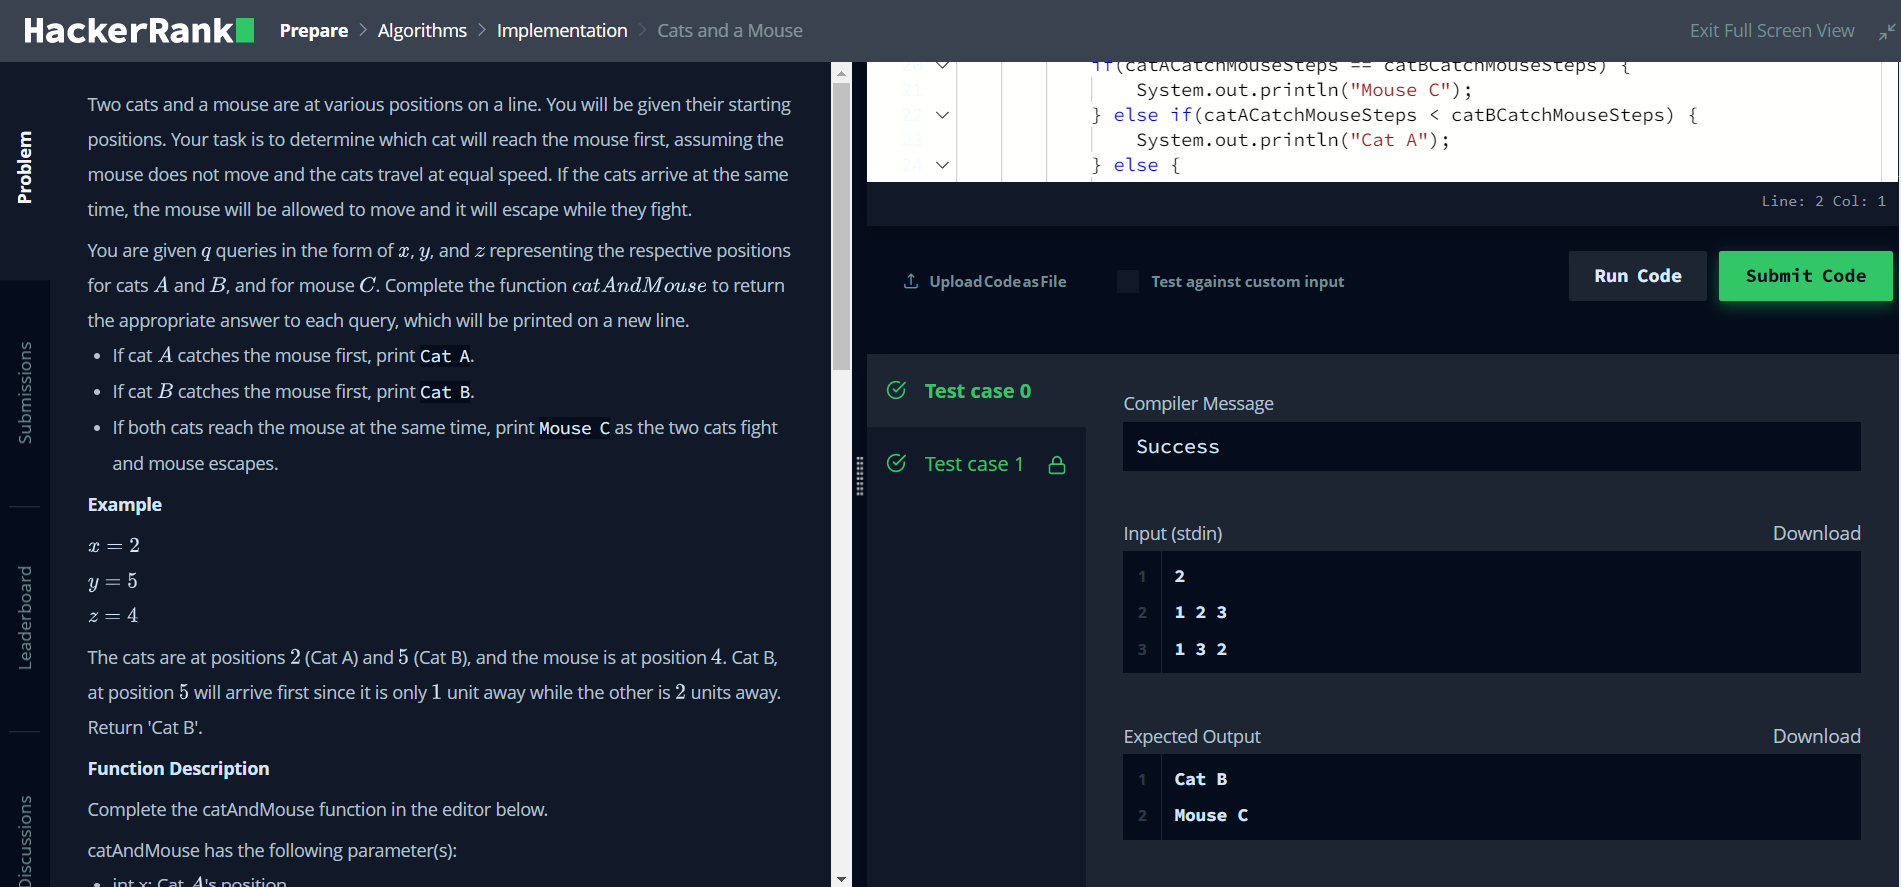 HackerRank
Prepare > Algorithms > Implementation > Cats and a Mouse
Exit Full Screen View
Problem
Submissions
Leaderboard
Discussions
Two cats and a mouse are at various positions on a line. You will be given their starting
positions. Your task is to determine which cat will reach the mouse first, assuming the
mouse does not move and the cats travel at equal speed. If the cats arrive at the same
time, the mouse will be allowed to move and it will escape while they fight.
You are given q queries in the form of x, y, and z representing the respective positions
for cats A and B, and for mouse C. Complete the function catAndMouse to return
the appropriate answer to each query, which will be printed on a new line.
• If cat A catches the mouse first, print Cat A.
• If cat B catches the mouse first, print Cat B.
• If both cats reach the mouse at the same time, print Mouse C as the two cats fight
and mouse escapes.
Example
x = 2
y = 5
z = 4
The cats are at positions 2 (Cat A) and 5 (Cat B), and the mouse is at position 4. Cat B,
at position 5 will arrive first since it is only 1 unit away while the other is 2 units away.
Return 'Cat B'.
Function Description
Complete the catAndMouse function in the editor below.
catAndMouse has the following parameter(s):
• int x: Cat A's position
20 if(catACatchMouseSteps == catBCatchMouseSteps) {
21 System.out.println("Mouse C");
22 } else if(catACatchMouseSteps < catBCatchMouseSteps) {
23 System.out.println("Cat A");
24 } else {
Line: 2 Col: 1
Upload Code as File
Test against custom input
Run Code
Submit Code
Test case 0
Test case 1
Compiler Message
Success
Input (stdin)
Download
1 2
2 1 2 3
3 1 3 2
Expected Output
Download
1 Cat B
2 Mouse C